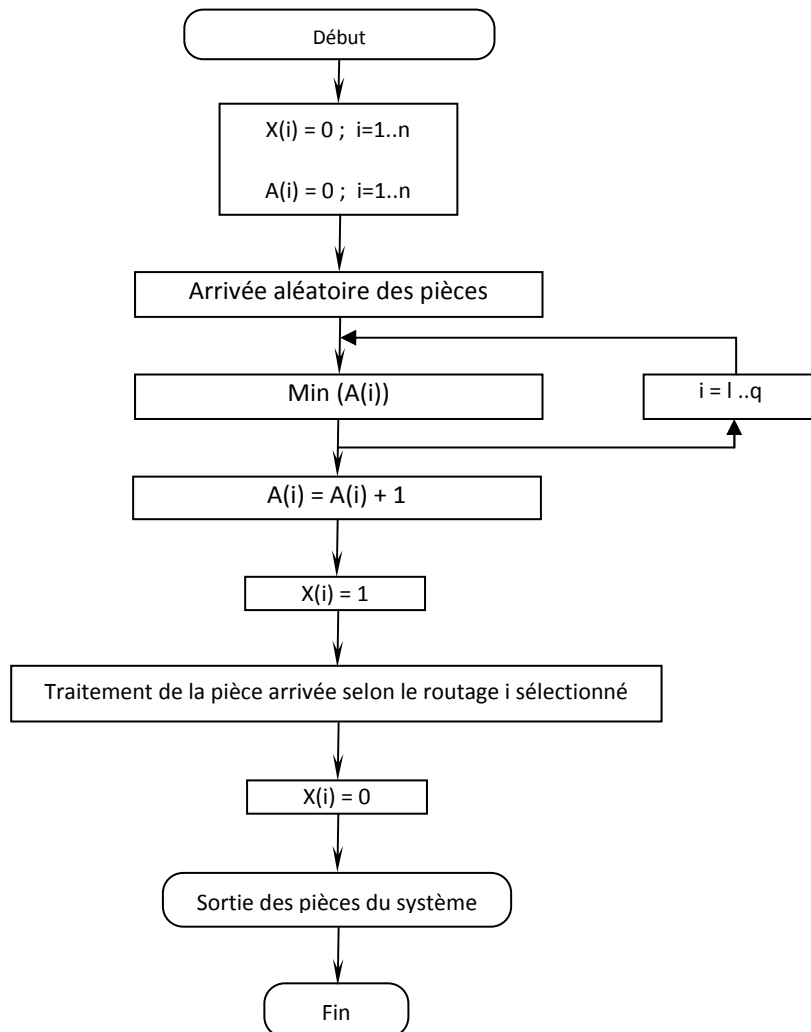 Début
X(i) = 0 ; i=1..n
A(i) = 0 ; i=1..n
Arrivée aléatoire des pièces
Min (A(i))
i = l ..q
A(i) = A(i) + 1
X(i) = 1
Traitement de la pièce arrivée selon le routage i sélectionné
X(i) = 0
Sortie des pièces du système
Fin